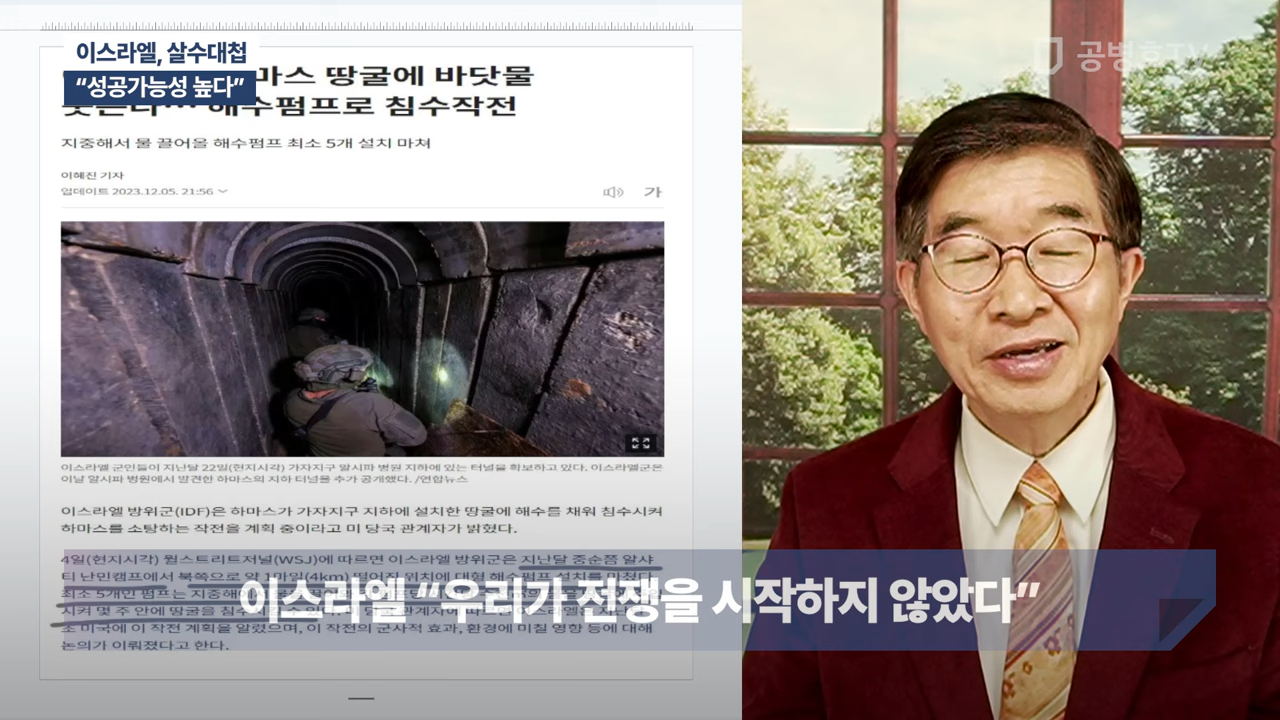 이스라엘, 살수대첩
“성공가능성 높다”
마스 땅굴에 바닷물
해수펌프로 침수작전
지중해서 물 끌어올 해수펌프 최소 5개 설치 마쳐
이혜진 기자
업데이트 2023.12.05. 21:56
가
이스라엘 군인들이 지난달 22일(현지시각) 가자지구 알시파 병원 지하에 있는 터널을 확보하고 있다. 이스라엘군은
이날 알시파 병원에서 발견한 하마스의 지하 터널을 추가 공개했다. /연합뉴스
이스라엘 방위군(IDF)은 하마스가 가자지구 지하에 설치한 땅굴에 해수를 채워 침수시켜
하마스를 소탕하는 작전을 계획 중이라고 미 당국 관계자가 밝혔다.
4일(현지시각) 월스트리트저널(WSJ)에 따르면 이스라엘 방위군은 지난달 중순쯤 알샤
티 난민캠프에서 북쪽으로 약 1마일(4km)
최소 5개인 펌프는 지중해
시켜 몇 주 안에 땅굴을 침수
소 미국에 이 작전 계획을 알렸으며, 이 작전의 군사적 효과, 환경에 미칠 영향 등에 대해
논의가 이뤄졌다고 한다.
이스라엘 “우리가 전쟁을 시작하지 않았다”
공병호TV